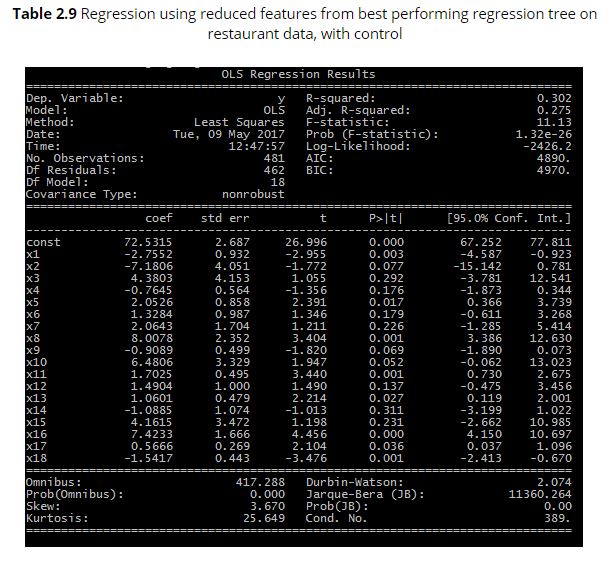 Table 2.9 Regression using reduced features from best performing regression tree on
restaurant data, with control
OLS Regression Results
Dep. Variable: y R-squared: 0.302
Model: OLS Adj. R-squared: 0.275
Method: Least Squares F-statistic: 11.13
Date: Tue, 09 May 2017 Prob (F-statistic): 1.32e-26
Time: 12:47:57 Log-Likelihood: -2426.2
No. Observations: 481 AIC: 4890.
Df Residuals: 462 BIC: 4970.
Df Model: 18
Covariance Type: nonrobust
coef std err t P>|t| [95.0% Conf. Int.]
const 72.5315 2.687 26.996 0.000 67.252 77.811
x1 -2.7552 0.932 -2.955 0.003 -4.587 -0.923
x2 -7.1806 4.051 -1.772 0.077 -15.142 0.781
x3 4.3803 4.153 1.055 0.292 -3.781 12.541
x4 -0.7645 0.564 -1.356 0.176 -1.873 0.344
x5 2.0526 0.858 2.391 0.017 0.366 3.739
x6 1.3284 0.987 1.346 0.179 -0.611 3.268
x7 2.0643 1.704 1.211 0.226 -1.285 5.414
x8 8.0078 2.352 3.404 0.001 3.386 12.630
x9 -0.9089 0.499 -1.820 0.069 -1.890 0.073
x10 6.4806 3.329 1.947 0.052 -0.062 13.023
x11 1.7025 0.495 3.440 0.001 0.730 2.675
x12 1.4904 1.000 1.490 0.137 -0.475 3.456
x13 1.0601 0.479 2.214 0.027 0.119 2.001
x14 -1.0885 1.074 -1.013 0.311 -3.199 1.022
x15 4.1615 3.472 1.198 0.231 -2.662 10.985
x16 7.4233 1.666 4.456 0.000 4.150 10.697
x17 0.5666 0.269 2.104 0.036 0.037 1.096
x18 -1.5417 0.443 -3.476 0.001 -2.413 -0.670
Omnibus: 417.288 Durbin-Watson: 2.074
Prob(Omnibus): 0.000 Jarque-Bera (JB): 11360.264
Skew: 3.670 Prob(JB): 0.00
Kurtosis: 25.649 Cond. No. 389.